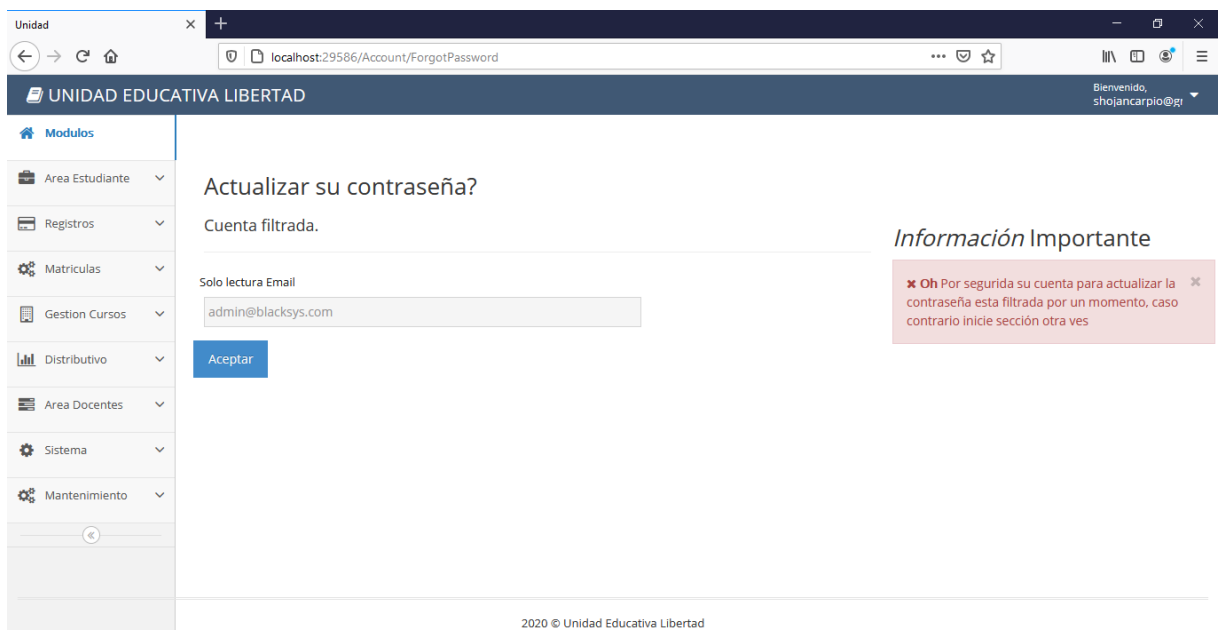 Unidad
localhost:29586/Account/ForgotPassword
UNIDAD EDUCATIVA LIBERTAD
Bienvenido,
shojancarpio@gr
Modulos
Area Estudiante
Registros
Matriculas
Gestion Cursos
Distributivo
Area Docentes
Sistema
Mantenimiento
Actualizar su contraseña?
Cuenta filtrada.
Solo lectura Email
admin@blacksys.com
Aceptar
Información Importante
Oh Por segurida su cuenta para actualizar la
contraseña esta filtrada por un momento, caso
contrario inicie sección otra ves
2020 © Unidad Educativa Libertad